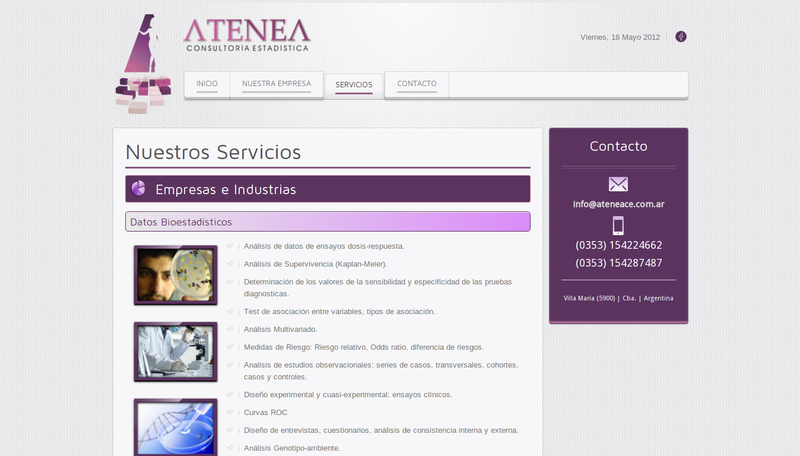 ATENEA
CONSULTORÍA ESTADÍSTICA
Viernes, 18 Mayo 2012
INICIO
NUESTRA EMPRESA
SERVICIOS
CONTACTO
Nuestros Servicios
Empresas e Industrias
Datos Bioestadísticos
Análisis de datos de ensayos dosis-respuesta.
Análisis de Supervivencia (Kaplan-Meier).
Determinación de los valores de la sensibilidad y especificidad de las pruebas
diagnosticas.
Test de asociación entre variables, tipos de asociación.
Análisis Multivariado.
Medidas de Riesgo: Riesgo relativo, Odds ratio, diferencia de riesgos.
Analisis de estudios observacionales: series de casos, transversales, cohortes,
casos y controles.
Diseño experimental y cuasi-experimental: ensayos clínicos.
Curvas ROC
Diseño de entrevistas, cuestionarios, análisis de consistencia interna y externa.
Análisis Genotipo-ambiente.
Contacto
info@ateneace.com.ar
(0353) 154224662
(0353) 154287487
Villa María (5900) | Cba. | Argentina